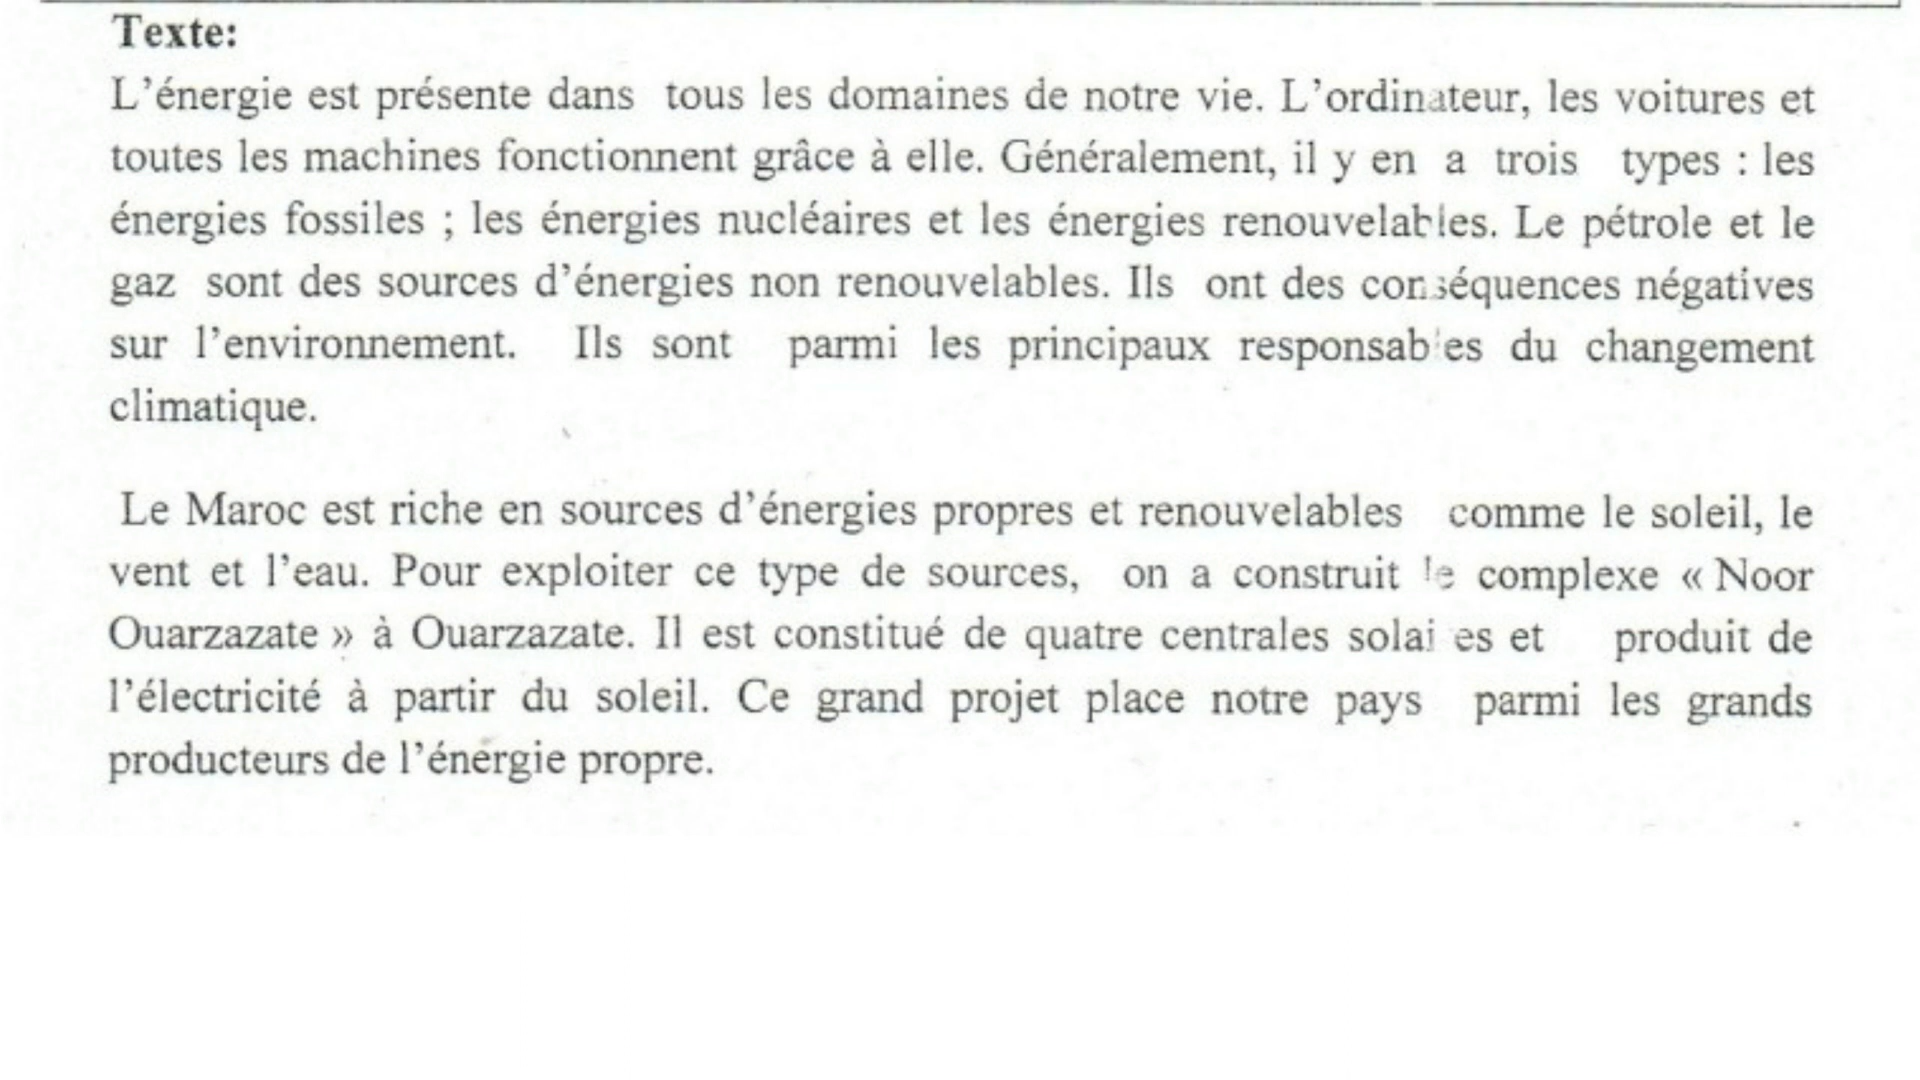 Texte:
L'énergie est présente dans tous les domaines de notre vie. L'ordinateur, les voitures et
toutes les machines fonctionnent grâce à elle. Généralement, il y en a trois types : les
énergies fossiles ; les énergies nucléaires et les énergies renouvelables. Le pétrole et le
gaz sont des sources d'énergies non renouvelables. Ils ont des conséquences négatives
sur l'environnement. Ils sont parmi les principaux responsables du changement
climatique.
Le Maroc est riche en sources d'énergies propres et renouvelables comme le soleil, le
vent et l'eau. Pour exploiter ce type de sources, on a construit le complexe « Noor
Ouarzazate » à Ouarzazate. Il est constitué de quatre centrales solaires et produit de
l'électricité à partir du soleil. Ce grand projet place notre pays parmi les grands
producteurs de l'énergie propre.